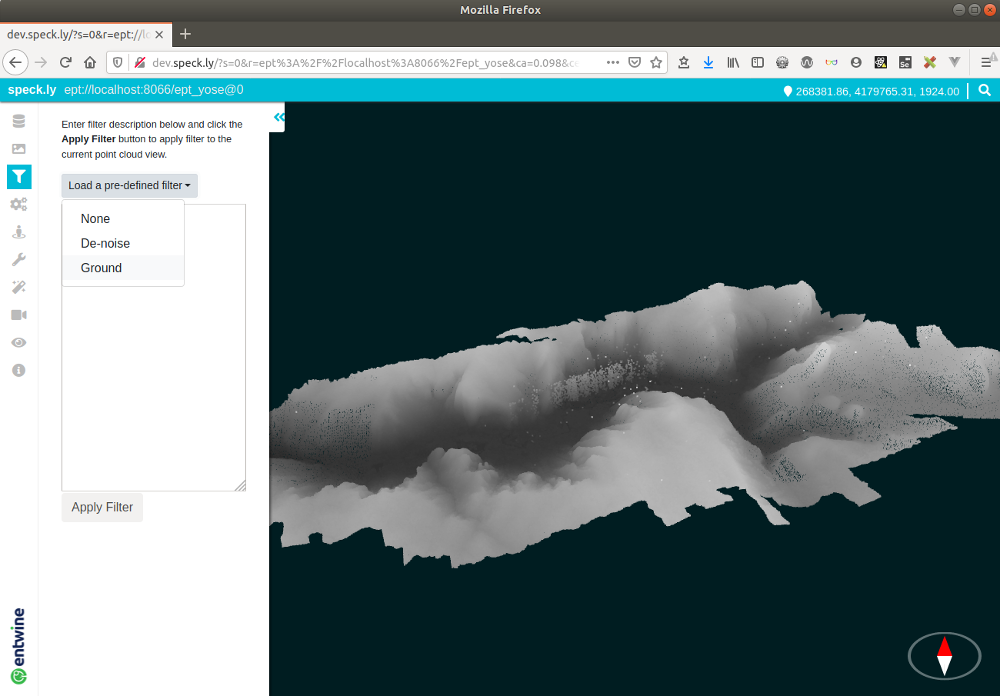 Mozilla Firefox
dev.speck.ly/?s=0&r=ept://lo
dev.speck.ly/?s=0&r=ept%3A%2F%2Flocalhost%3A8066%2Fept_yose&ca=0.098&ce
speck.ly ept://localhost:8066/ept_yose@0
268381.86, 4179765.31, 1924.00
Enter filter description below and click the
Apply Filter button to apply filter to the
current point cloud view.
Load a pre-defined filter
None
De-noise
Ground
Apply Filter
entwine